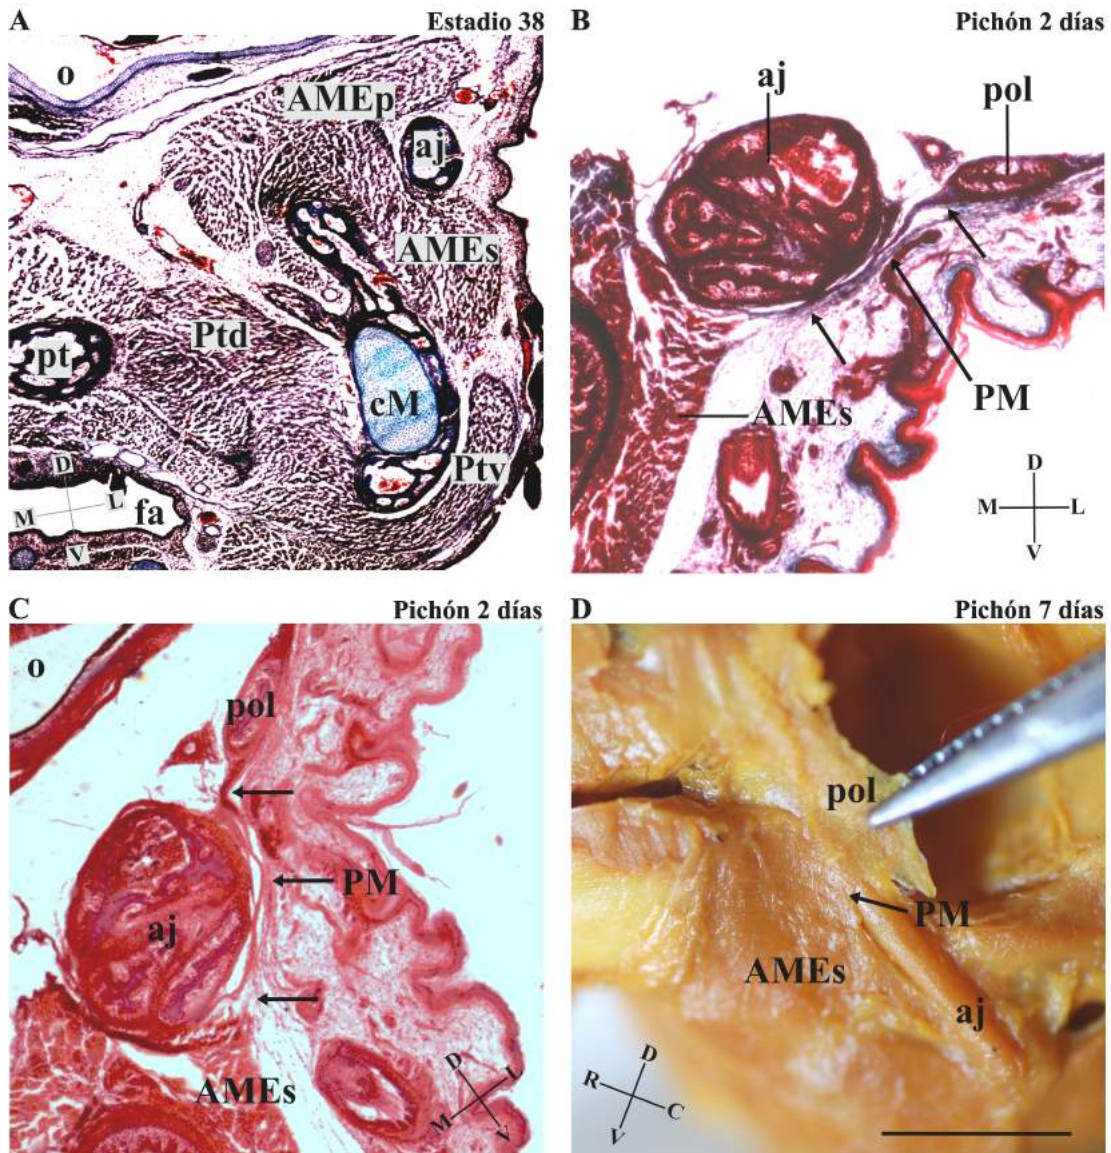 A Estadio 38
o
AMEp
aj
AMEs
Ptd
pt
cM
Ptv
D
M L
fa
V
B Pichón 2 días
aj
pol
AMEs
PM
D
M L
V
C Pichón 2 días
o
pol
PM
aj
AMEs
D
L
M
V
D Pichón 7 días
pol
PM
AMEs
aj
D
R
C
V